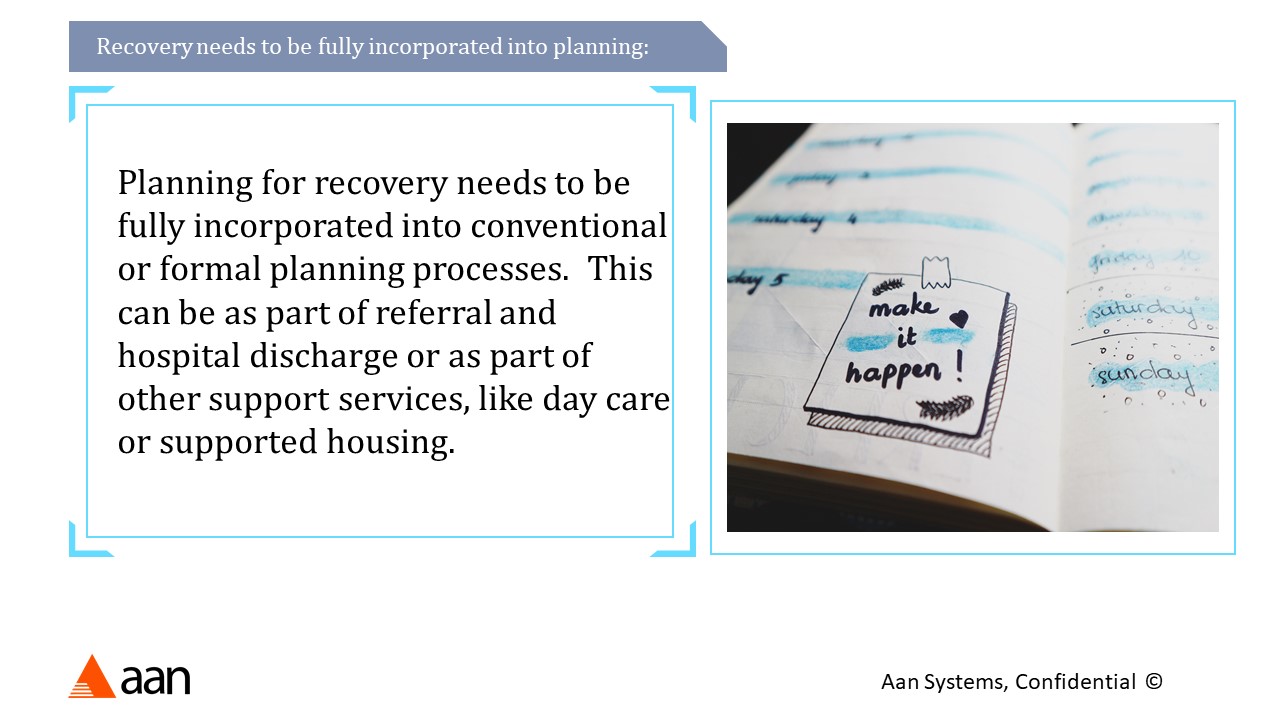 Recovery needs to be fully incorporated into planning:
Planning for recovery needs to be
fully incorporated into conventional
or formal planning processes.  This
can be as part of referral and
hospital discharge or as part of
other support services, like day care
or supported housing.
saturday 4
day 5
make
it
happen !
friday 10
saturday
sunday
aan
Aan Systems, Confidential ©